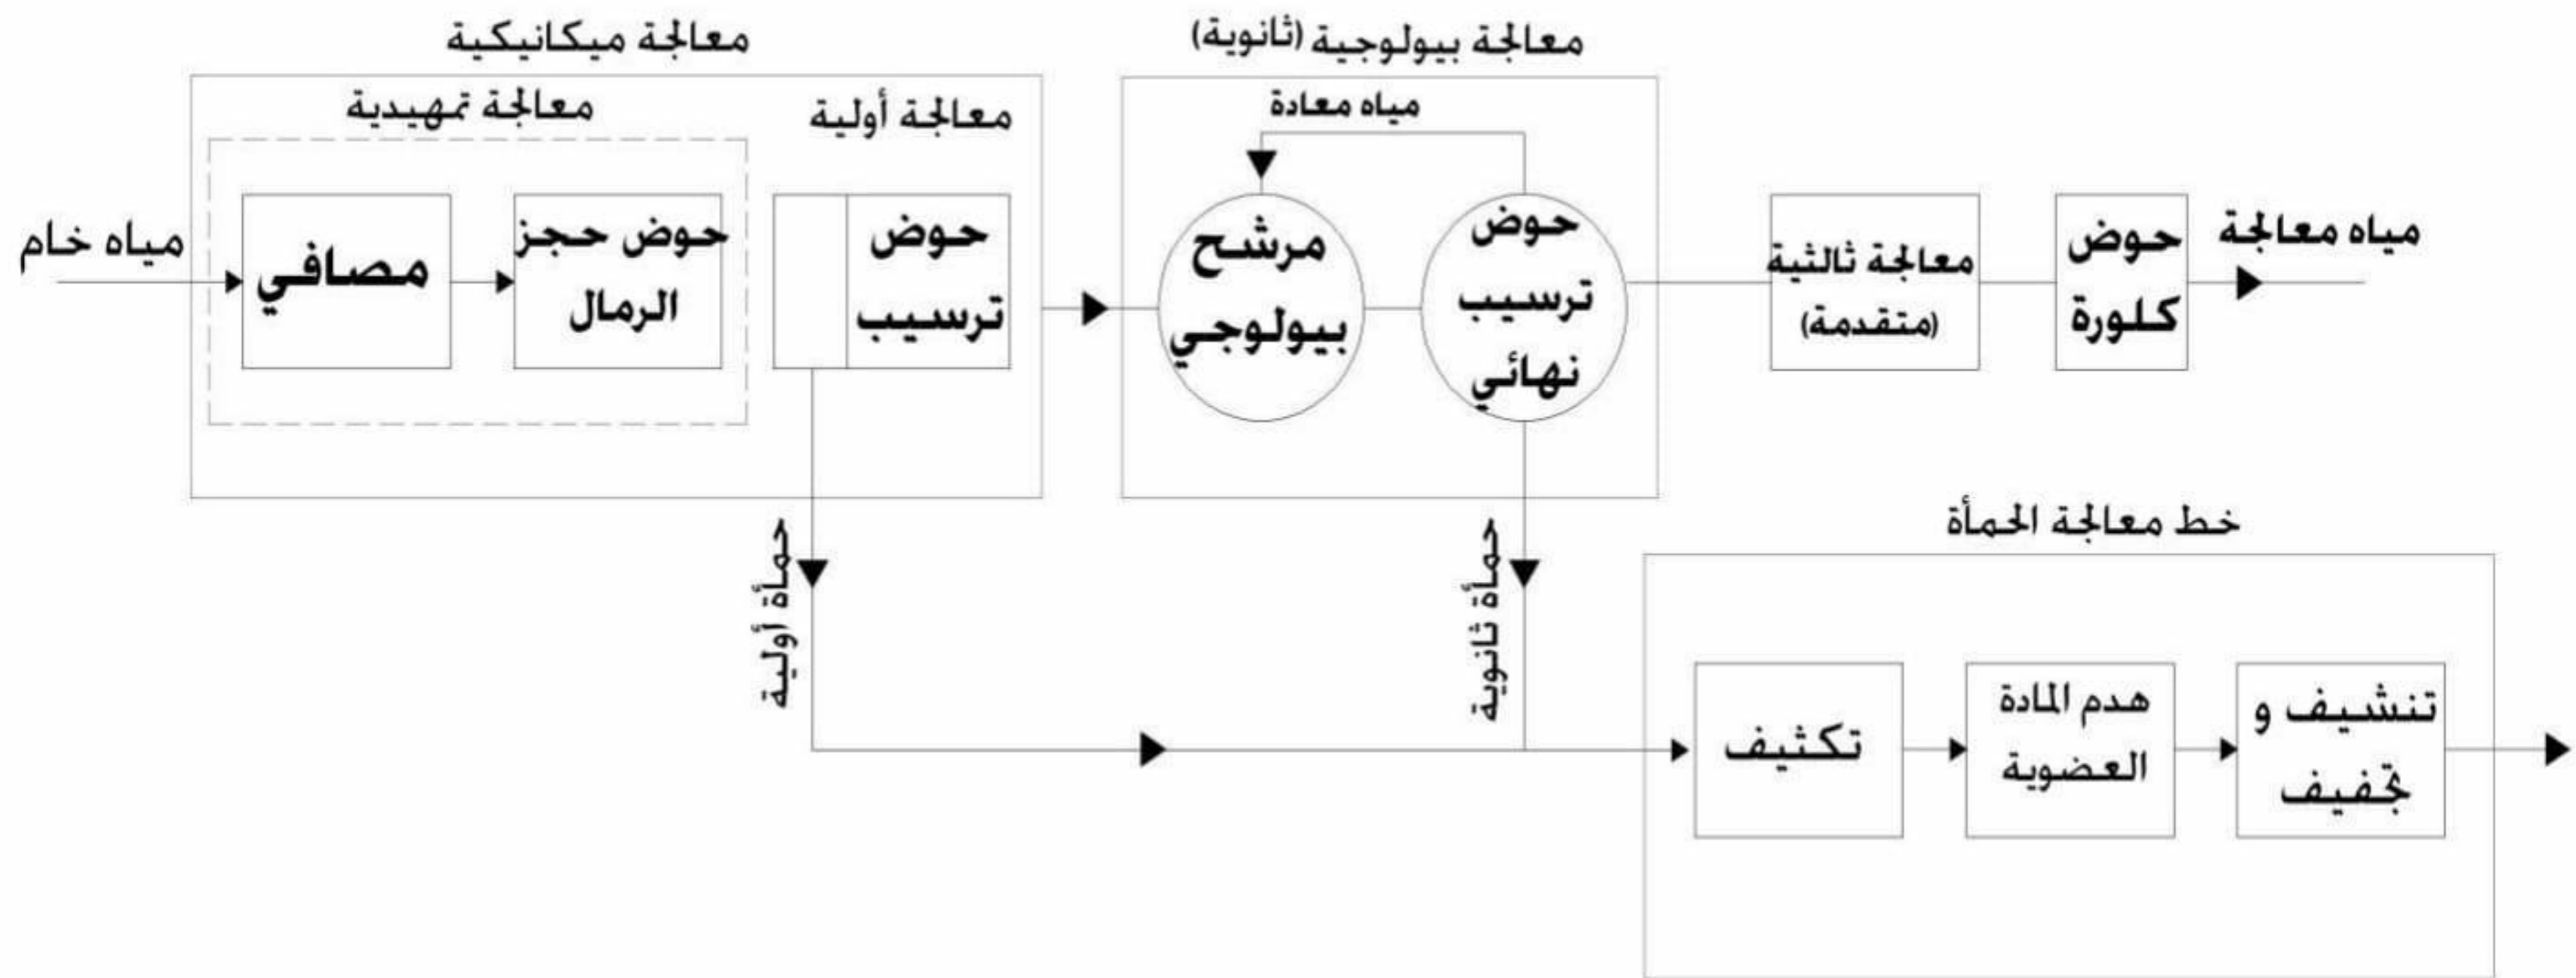 معالجة ميكانيكية
معالجة تمهيدية
معالجة أولية
مياه خام
مصافي
حوض حجز
الرمال
حوض
ترسيب
معالجة بيولوجية (ثانوية)
مياه معادة
مرشح
بيولوجي
حوض
ترسيب
نهائي
معالجة ثالثية
(متقدمة)
حوض
كلورة
مياه معالجة
حمأة أولية
حمأة ثانوية
خط معالجة الحمأة
تكثيف
هدم المادة
العضوية
تنشيف و
تجفيف